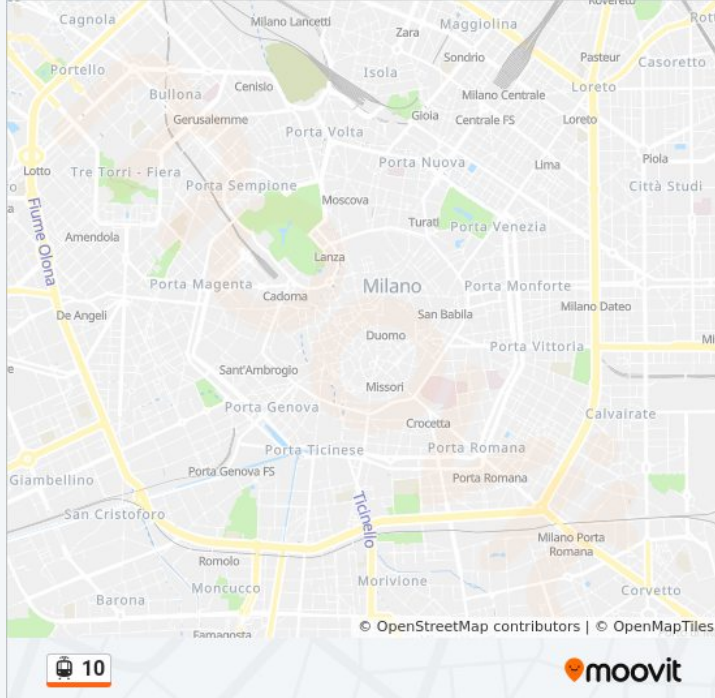 Rovereto
Cagnola
Milano Lancetti
Zara
Maggiolina
Sondrio
Pasteur
Casoretto
Portello
Isola
Bullona
Cenisio
Milano Centrale
Loreto
Gerusalemme
Gioia
Centrale FS
Loreto
Porta Volta
Lotto
Tre Torri - Fiera
Porta Nuova
Lima
Piola
Porta Sempione
Città Studi
Moscova
Turati
Porta Venezia
Fiume Olona
Amendola
Lanza
Porta Magenta
Cadorna
Milano
Porta Monforte
De Angeli
San Babila
Milano Dateo
Duomo
Porta Vittoria
Sant'Ambrogio
Missori
Porta Genova
Crocetta
Calvairate
Porta Ticinese
Porta Romana
Giambellino
Porta Genova FS
Porta Romana
San Cristoforo
Ticinello
Milano Porta
Romana
Romolo
Moncucco
Morivione
Corvetto
Barona
Famagosta
© OpenStreetMap contributors | © OpenMapTiles
10
moovit